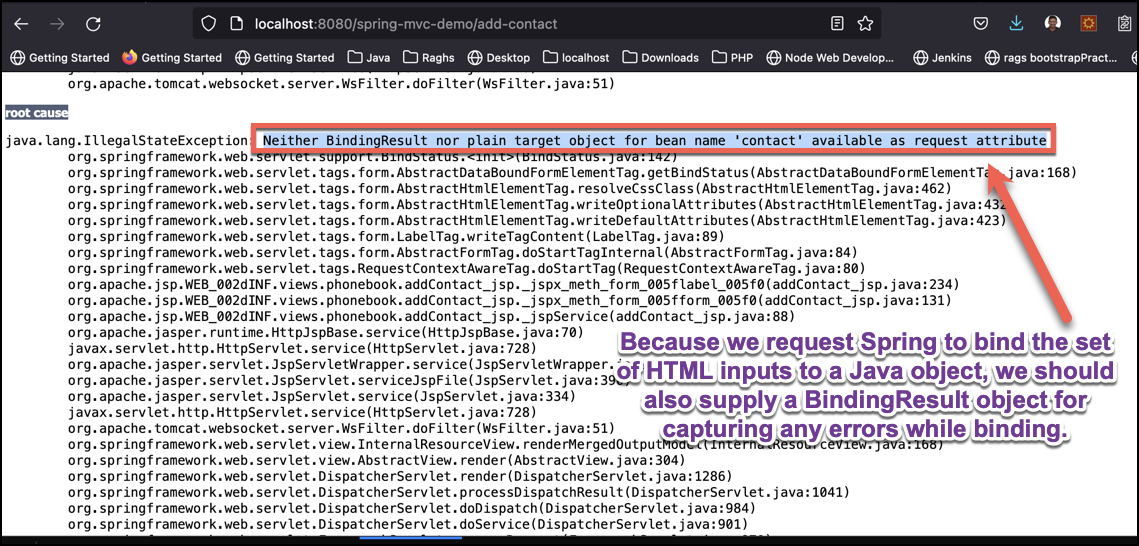 localhost:8080/spring-mvc-demo/add-contact
Getting Started Getting Started Getting Started Java Raghs Desktop localhost Downloads PHP Node Web Develop... Jenkins rags bootstrapPract...
org.apache.tomcat.websocket.server.WsFilter.doFilter(WsFilter.java:51)
root cause
java.lang.IllegalStateException: Neither BindingResult nor plain target object for bean name 'contact' available as request attribute
org.springframework.web.servlet.support.BindStatus.<init>(BindStatus.java:142)
org.springframework.web.servlet.tags.form.AbstractDataBoundFormElementTag.getBindStatus(AbstractDataBoundFormElementTag.java:168)
org.springframework.web.servlet.tags.form.AbstractHtmlElementTag.resolveCssClass(AbstractHtmlElementTag.java:462)
org.springframework.web.servlet.tags.form.AbstractHtmlElementTag.writeOptionalAttributes(AbstractHtmlElementTag.java:432
org.springframework.web.servlet.tags.form.AbstractHtmlElementTag.writeDefaultAttributes(AbstractHtmlElementTag.java:423)
org.springframework.web.servlet.tags.form.LabelTag.writeTagContent(LabelTag.java:89)
org.springframework.web.servlet.tags.form.AbstractFormTag.doStartTagInternal(AbstractFormTag.java:84)
org.springframework.web.servlet.tags.RequestContextAwareTag.doStartTag(RequestContextAwareTag.java:80)
org.apache.jsp.WEB_002dINF.views.phonebook.addContact_jsp._jspx_meth_form_005flabel_005f0(addContact_jsp.java:234)
org.apache.jsp.WEB_002dINF.views.phonebook.addContact_jsp._jspx_meth_form_005fform_005f0(addContact_jsp.java:131)
org.apache.jsp.WEB_002dINF.views.phonebook.addContact_jsp._jspService(addContact_jsp.java:88)
org.apache.jasper.runtime.HttpJspBase.service(HttpJspBase.java:70)
javax.servlet.http.HttpServlet.service(HttpServlet.java:728)
org.apache.jasper.servlet.JspServletWrapper.service(JspServletWrapper.
org.apache.jasper.servlet.JspServlet.serviceJspFile(JspServlet.java:390)
org.apache.jasper.servlet.JspServlet.service(JspServlet.java:334)
javax.servlet.http.HttpServlet.service(HttpServlet.java:728)
org.apache.tomcat.websocket.server.WsFilter.doFilter(WsFilter.java:51)
org.springframework.web.servlet.view.InternalResourceView.renderMergedOutputModel(InternalResourceView.java:168)
org.springframework.web.servlet.view.AbstractView.render(AbstractView.java:304)
org.springframework.web.servlet.DispatcherServlet.render(DispatcherServlet.java:1286)
org.springframework.web.servlet.DispatcherServlet.processDispatchResult(DispatcherServlet.java:1041)
org.springframework.web.servlet.DispatcherServlet.doDispatch(DispatcherServlet.java:984)
org.springframework.web.servlet.DispatcherServlet.doService(DispatcherServlet.java:901)
Because we request Spring to bind the set
of HTML inputs to a Java object, we should
also supply a BindingResult object for
capturing any errors while binding.